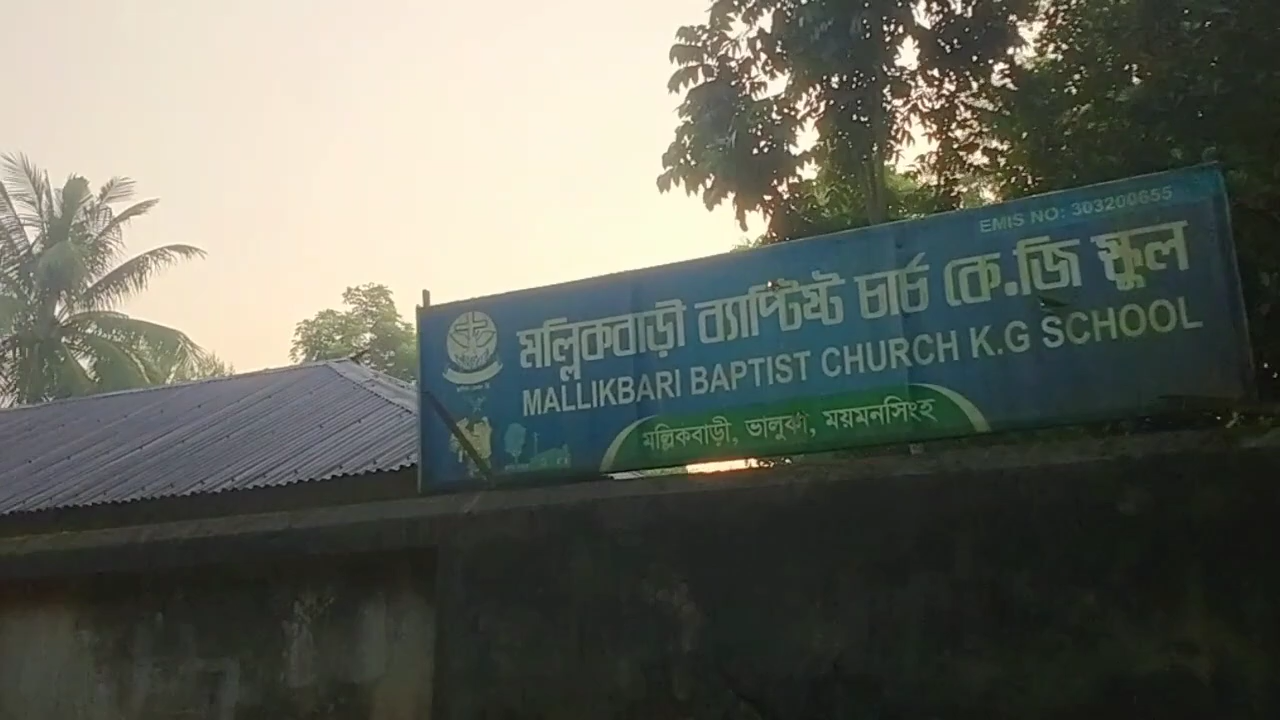 EMIS NO: 303200655
মল্লিকবাড়ী ব্যাপ্টিষ্ট চার্চ কে.জি স্কুল
MALLIKBARI BAPTIST CHURCH K.G SCHOOL
মল্লিকবাড়ী, ভালুকা, ময়মনসিংহ